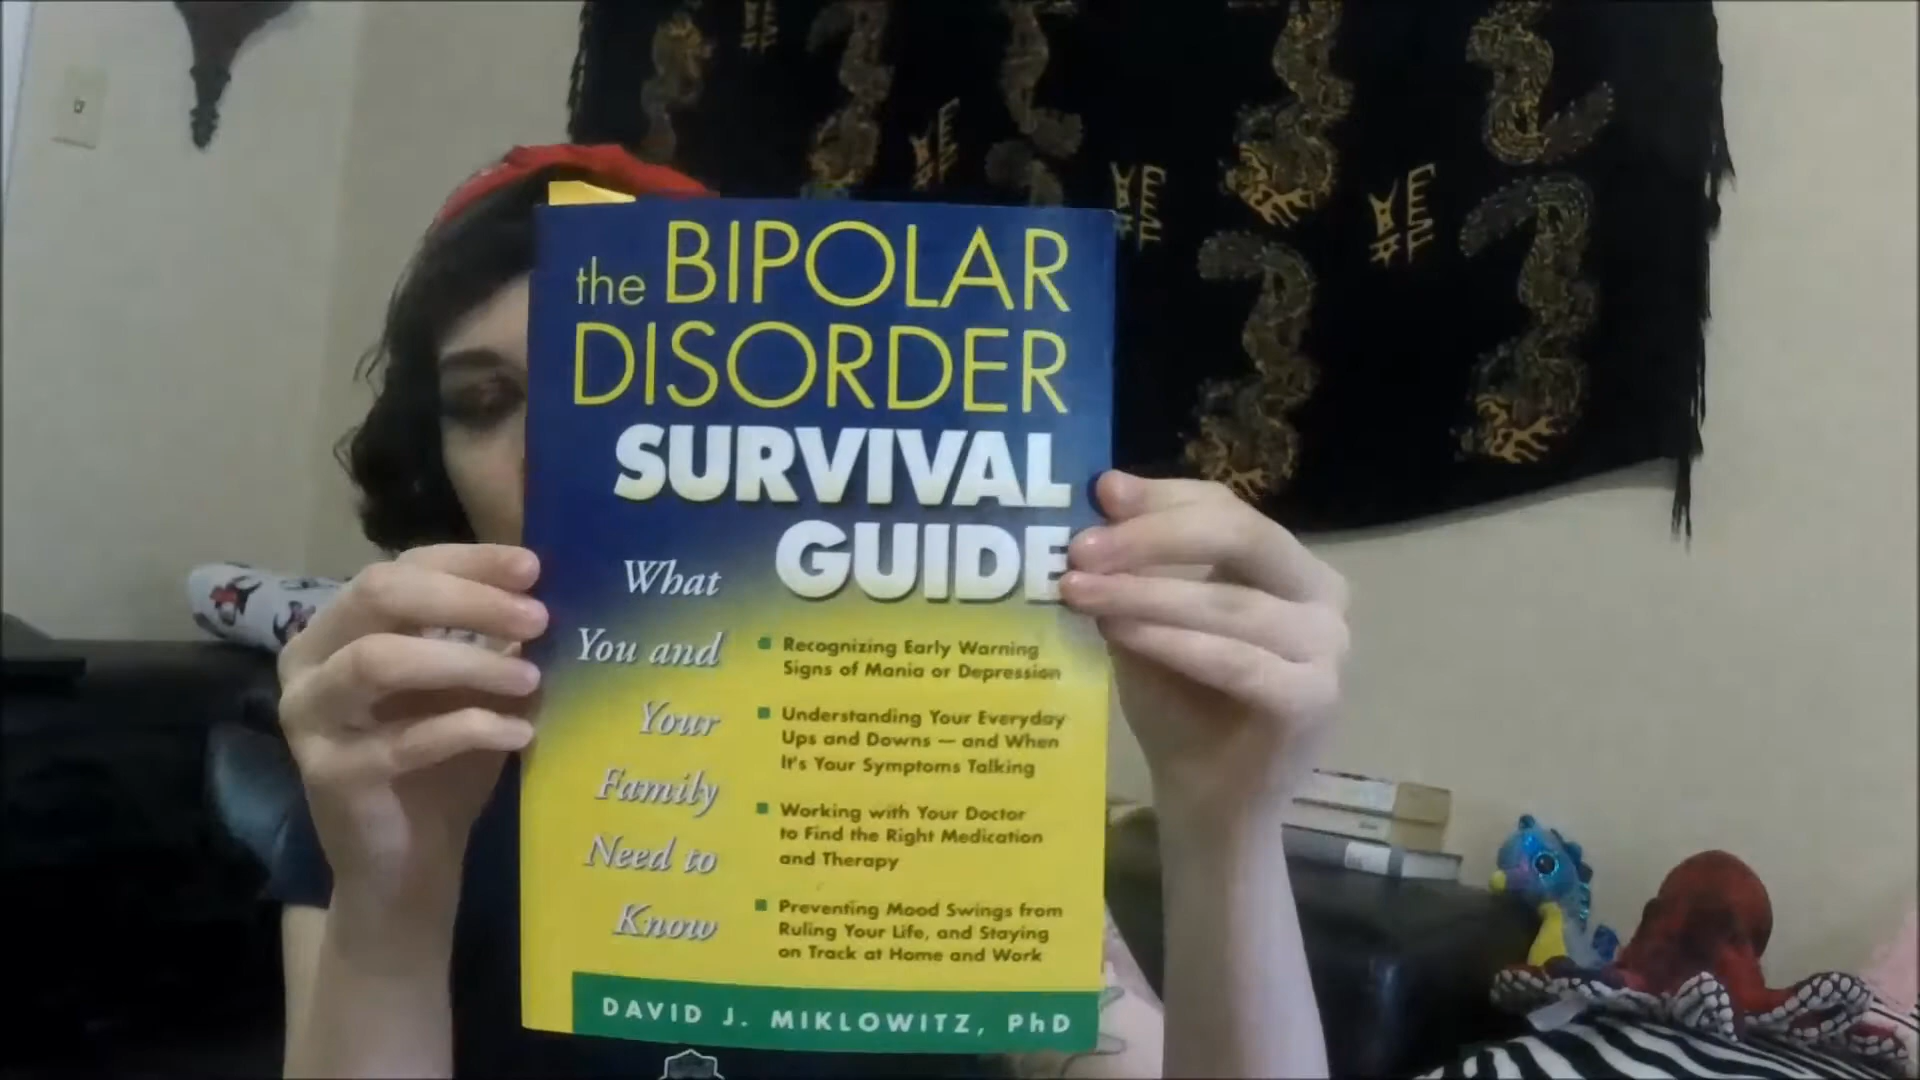 the BIPOLAR
DISORDER
SURVIVAL
GUIDE
What
You and
Your
Family
Need to
Know
Recognizing Early Warning
Signs of Mania or Depression
Understanding Your Everyday
Ups and Downs — and When
It's Your Symptoms Talking
Working with Your Doctor
to Find the Right Medication
and Therapy
Preventing Mood Swings from
Ruling Your Life, and Staying
on Track at Home and Work
DAVID J. MIKLOWITZ, PhD